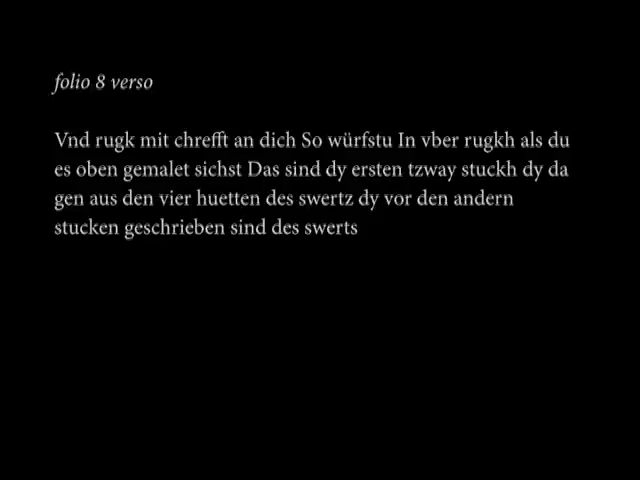 folio 8 verso
Vnd rugk mit chrefft an dich So würfstu In vber rugkh als du
es oben gemalet sichst Das sind dy ersten tzway stuckh dy da
gen aus den vier huetten des swertz dy vor den andern
stucken geschrieben sind des swerts